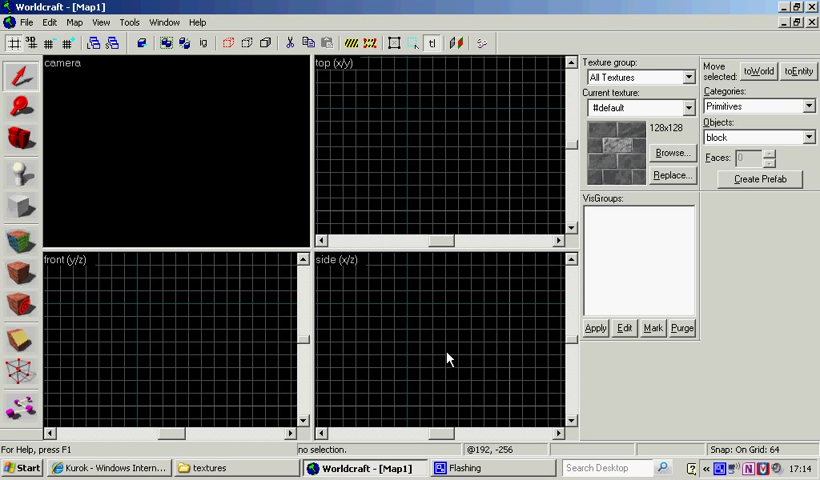 Worldcraft - [Map1]
File Edit Map View Tools Window Help
3D
ig
tl
camera
top (x/y)
front (y/z)
side (x/z)
Texture group:
All Textures
Current texture:
#default
128x128
Browse...
Replace...
VisGroups:
Apply Edit Mark Purge
Move selected:
toWorld toEntity
Categories:
Primitives
Objects:
block
Faces: 0
Create Prefab
For Help, press F1
no selection.
@192, -256
Snap: On Grid: 64
Start
Kurok - Windows Intern...
textures
Worldcraft - [Map1]
Flashing
Search Desktop
17:14